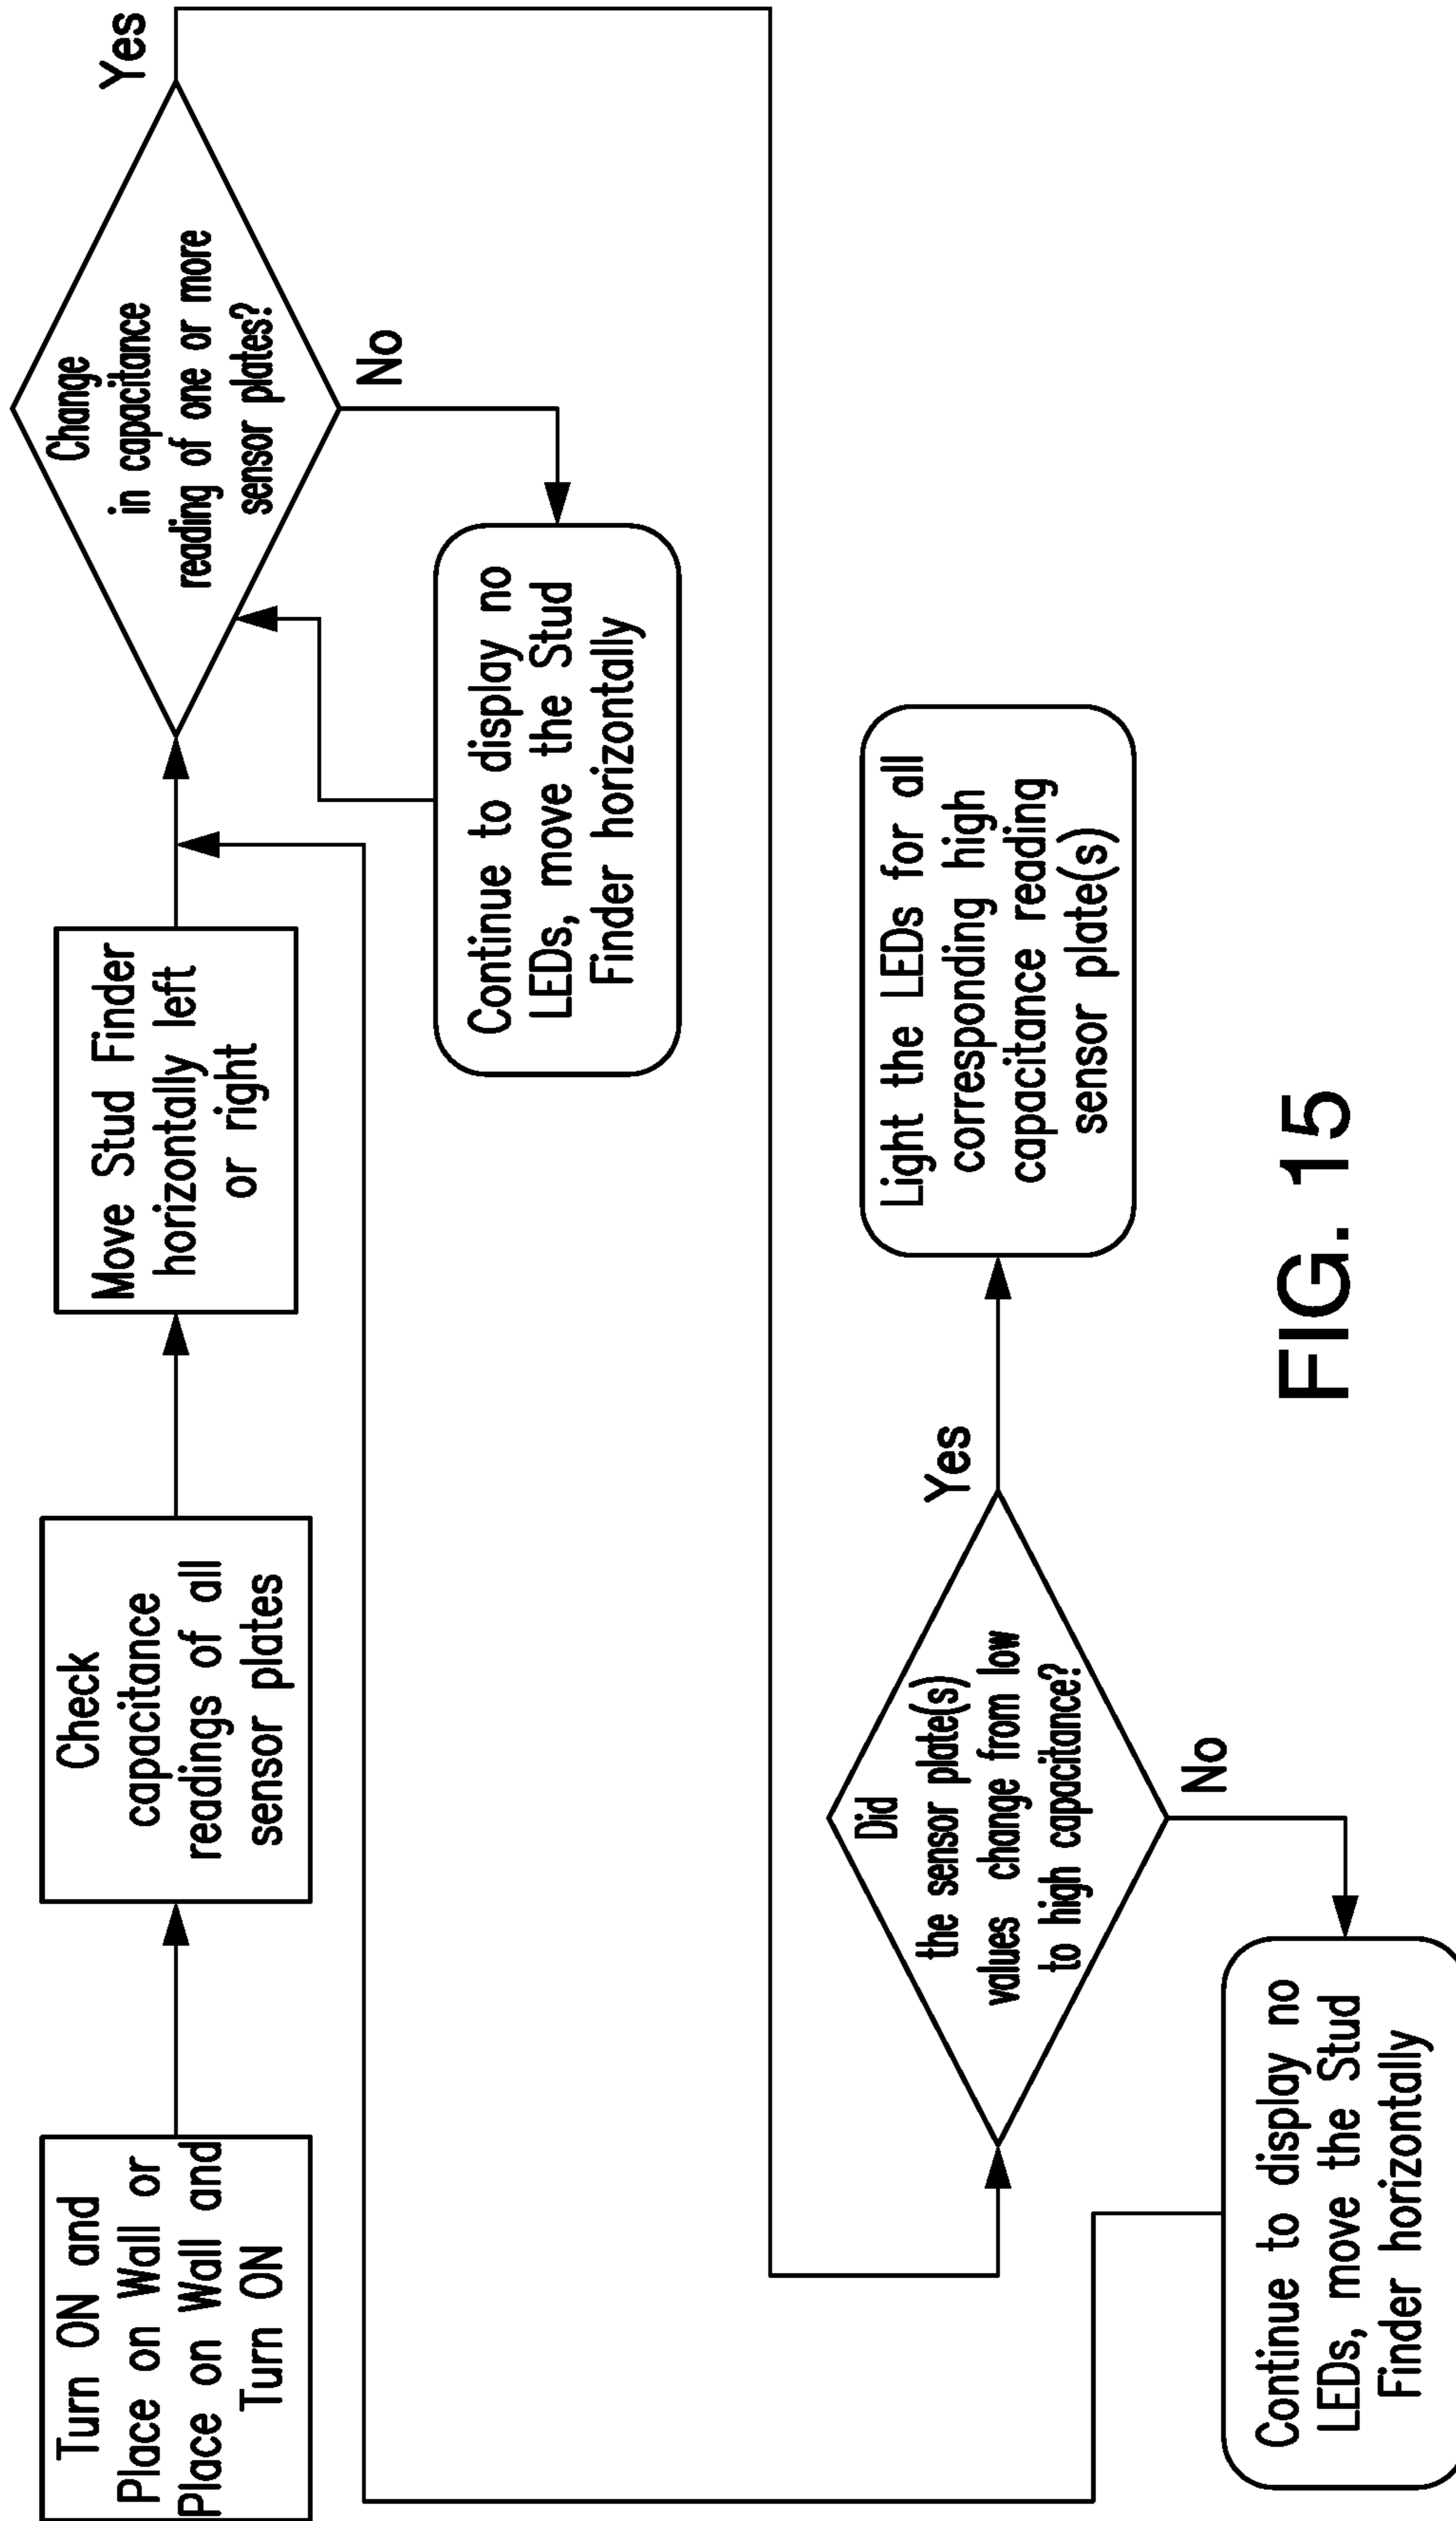 Turn ON and
Place on Wall or
Place on Wall and
Turn ON
Check
capacitance
readings of all
sensor plates
Move Stud Finder
horizontally left
or right
Change
in capacitance
reading of one or more
sensor plates?
Yes
No
Continue to display no
LEDs, move the Stud
Finder horizontally
Did
the sensor plate(s)
values change from low
to high capacitance?
Yes
No
Light the LEDs for all
corresponding high
capacitance reading
sensor plate(s)
Continue to display no
LEDs, move the Stud
Finder horizontally
FIG. 15